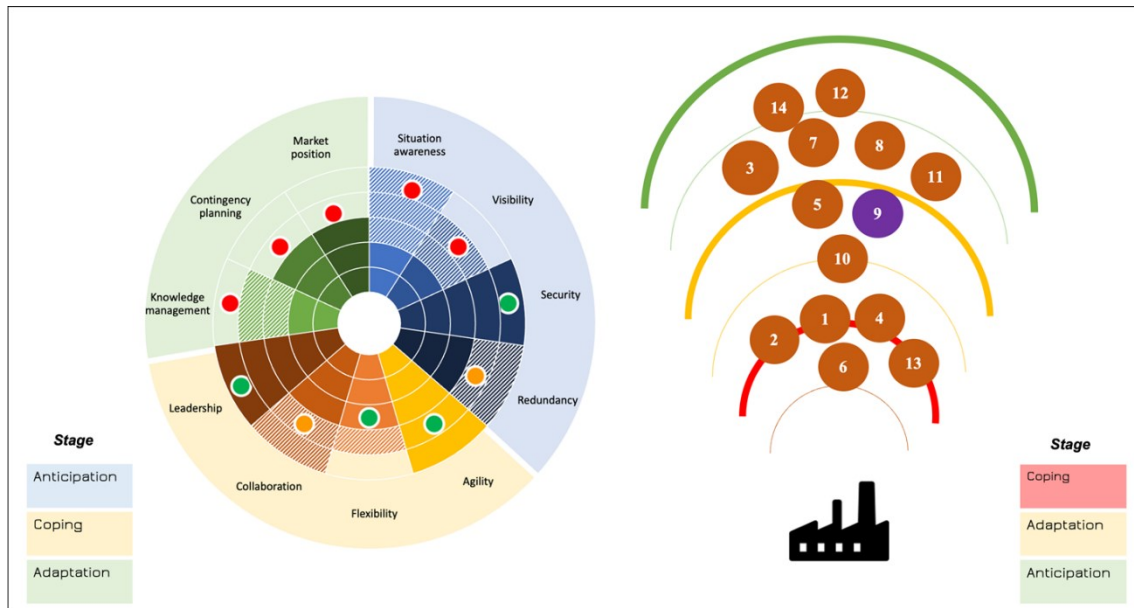 Market
position
Situation
awareness
Contingency
planning
Visibility
Knowledge
management
Security
Leadership
Redundancy
Collaboration
Agility
Flexibility
Stage
Anticipation
Coping
Adaptation
12
14
7
8
3
11
5
9
10
1
4
2
13
6
Stage
Coping
Adaptation
Anticipation